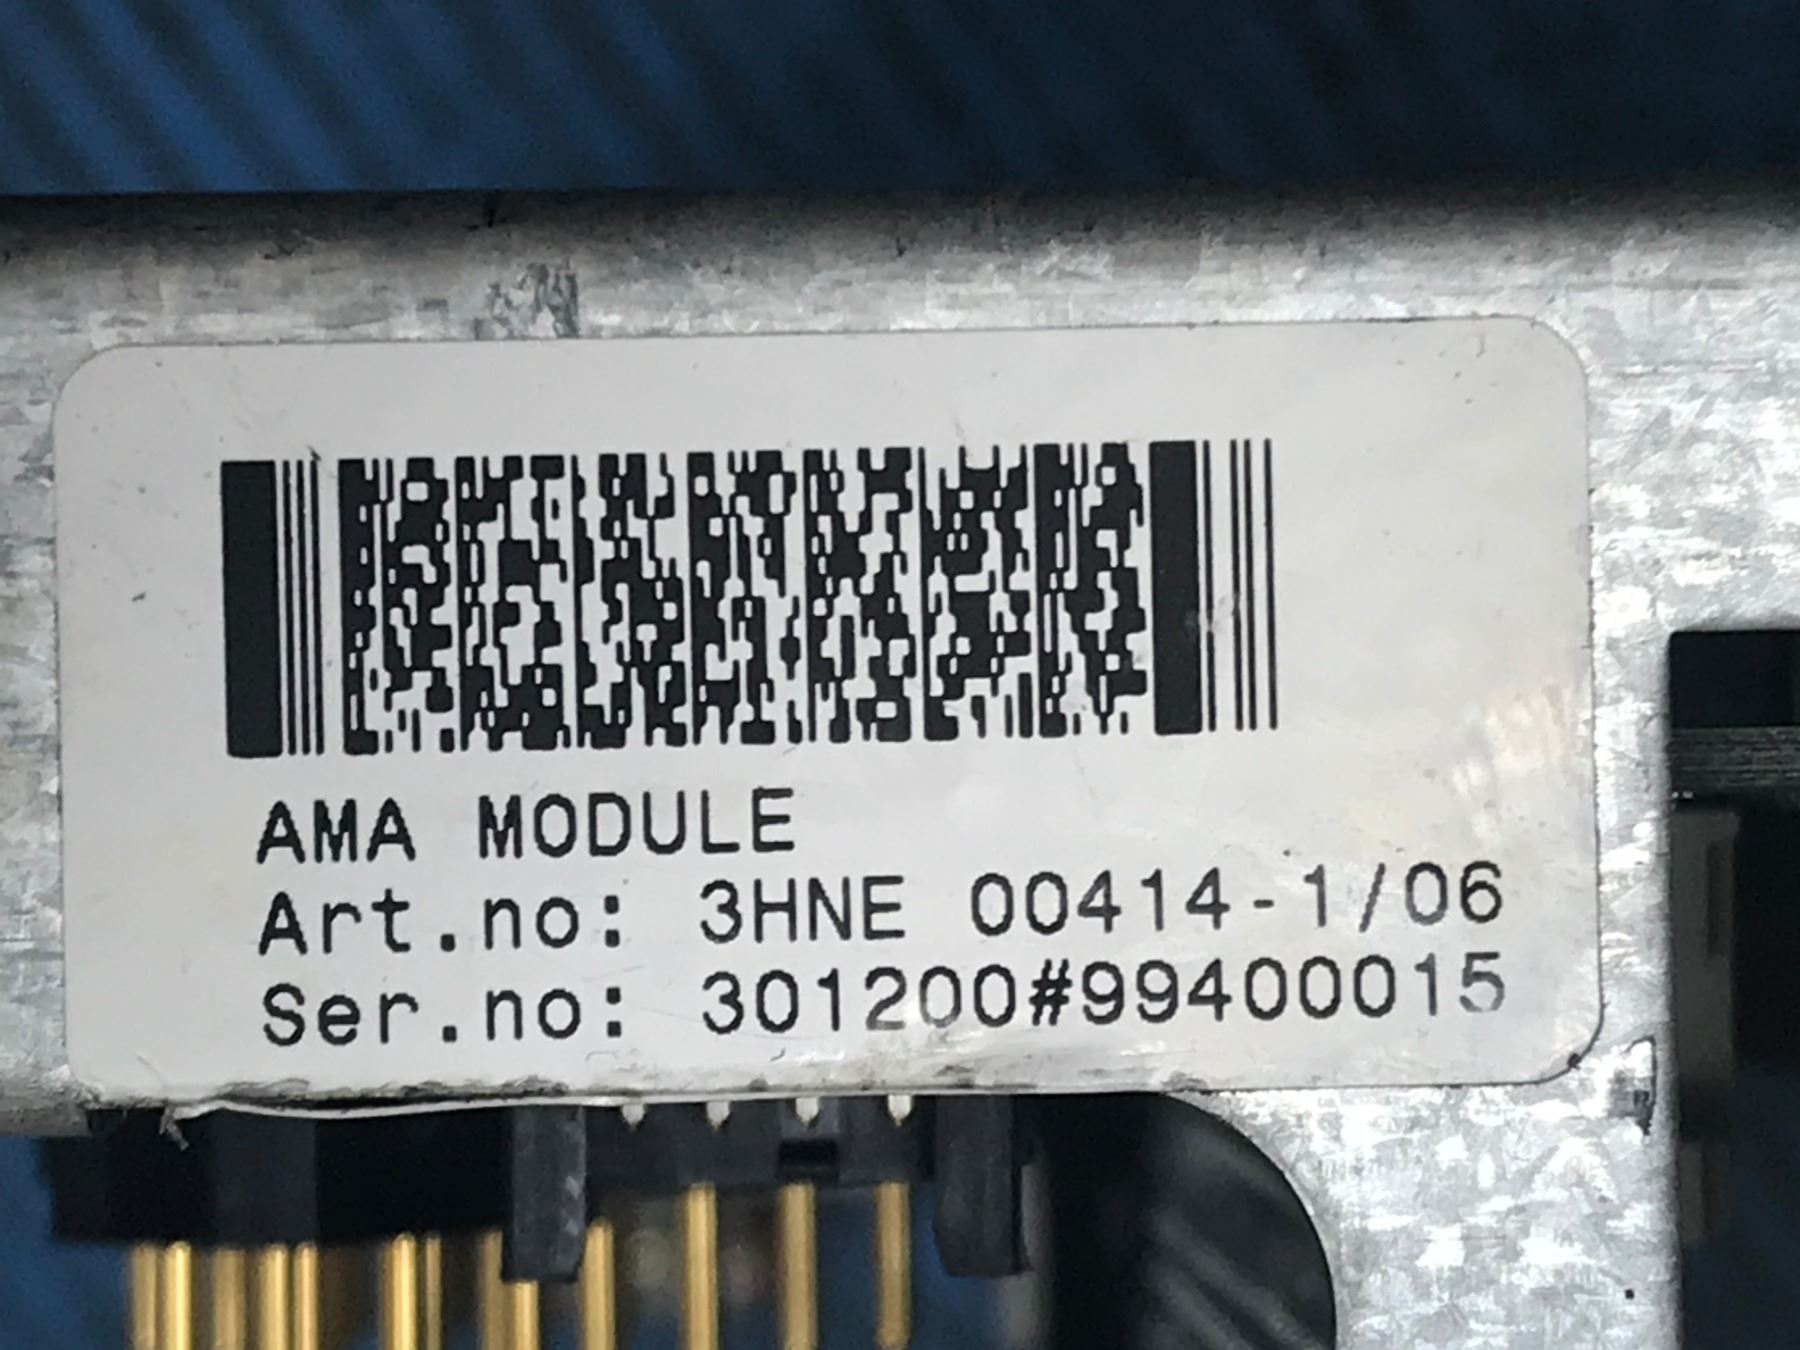 AMA MODULE
Art.no: 3HNE 00414-1/06
Ser.no: 301200#99400015